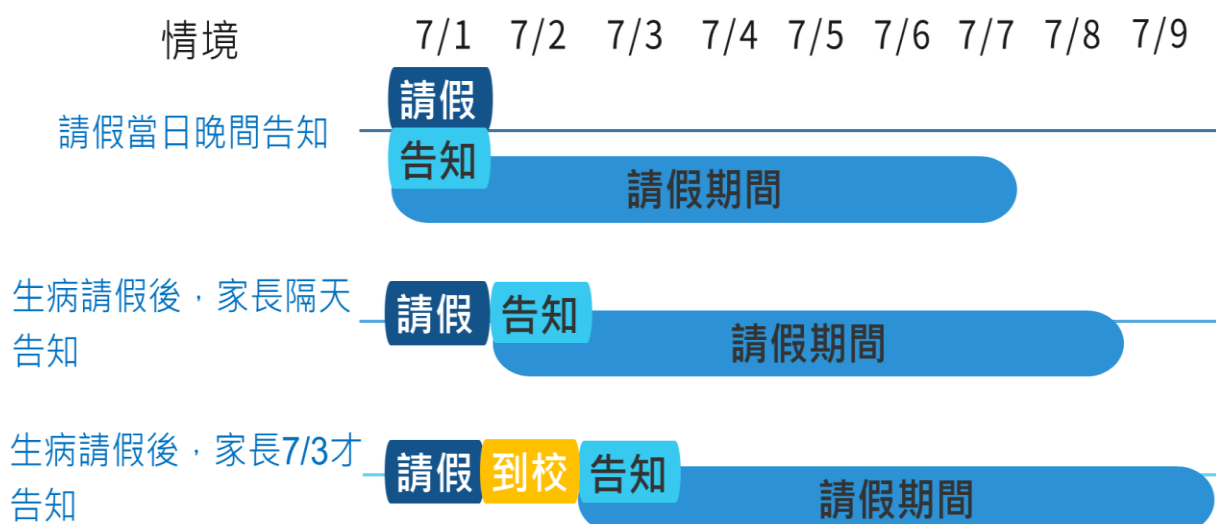 情境 7/1 7/2 7/3 7/4 7/5 7/6 7/7 7/8 7/9
請假
請假當日晚間告知
告知
請假期間
生病請假後，家長隔天
告知
請假 告知
請假期間
生病請假後，家長7/3才
告知
請假 到校 告知
請假期間